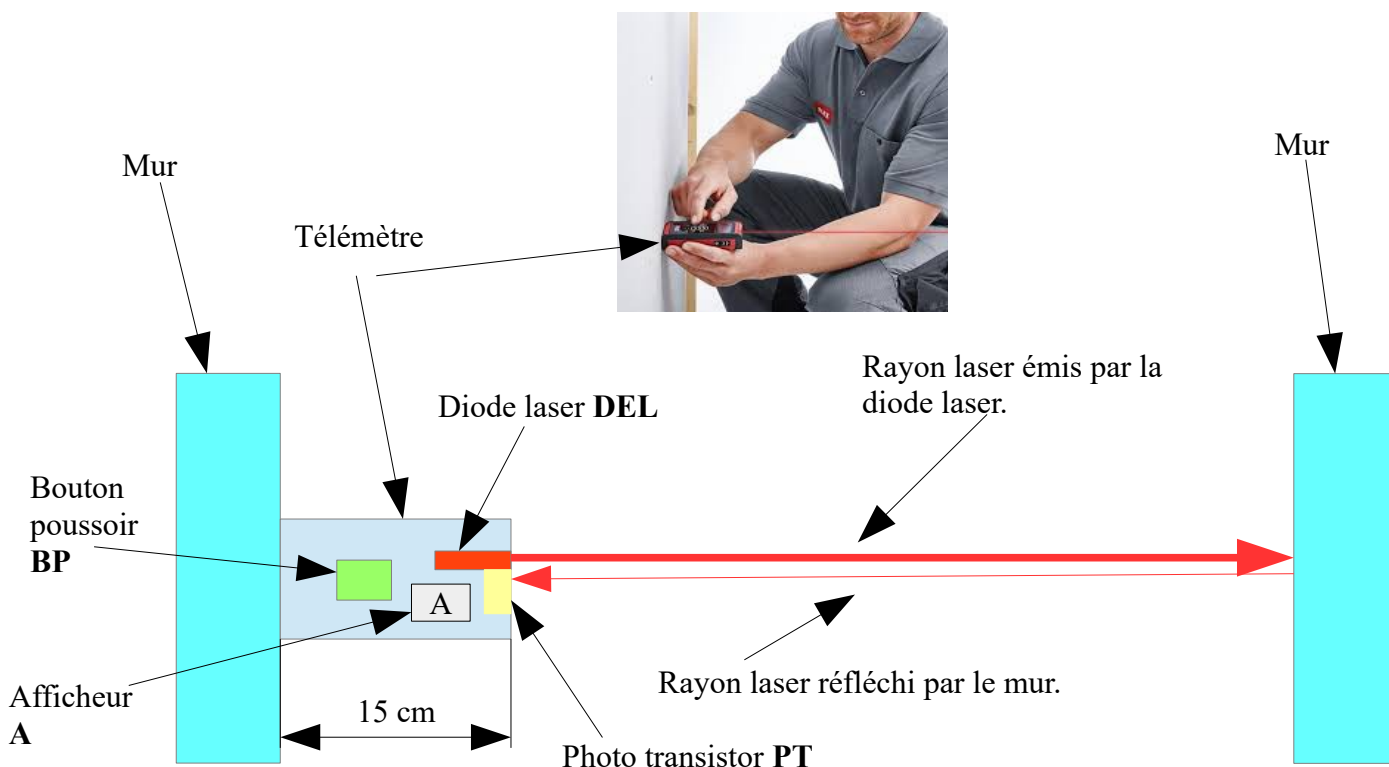 Mur
Mur
Télémètre
Rayon laser émis par la
diode laser.
Diode laser DEL
Bouton
poussoir
BP
A
Rayon laser réfléchi par le mur.
Afficheur
A
15 cm
Photo transistor PT